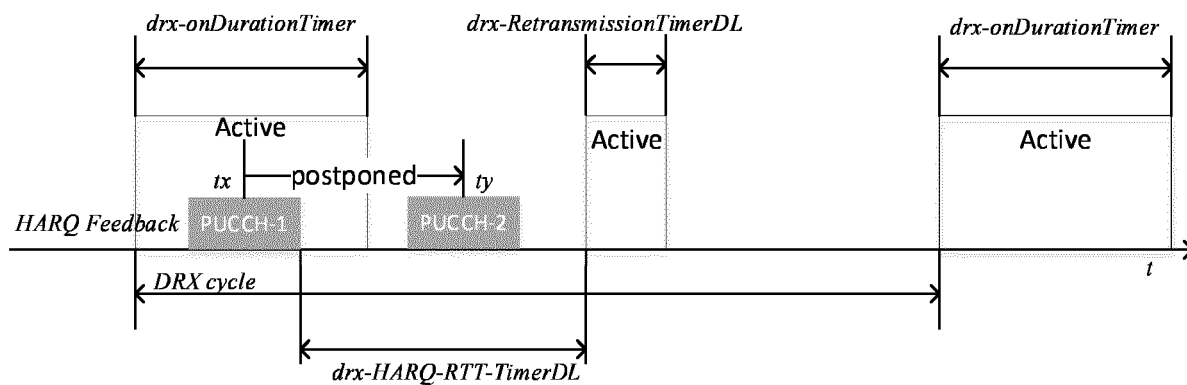 drx-onDurationTimer
drx-RetransmissionTimerDL
drx-onDurationTimer
Active
Active
Active
tx
postponed
ty
HARQ Feedback
PUCCH-1
PUCCH-2
DRX cycle
t
drx-HARQ-RTT-TimerDL